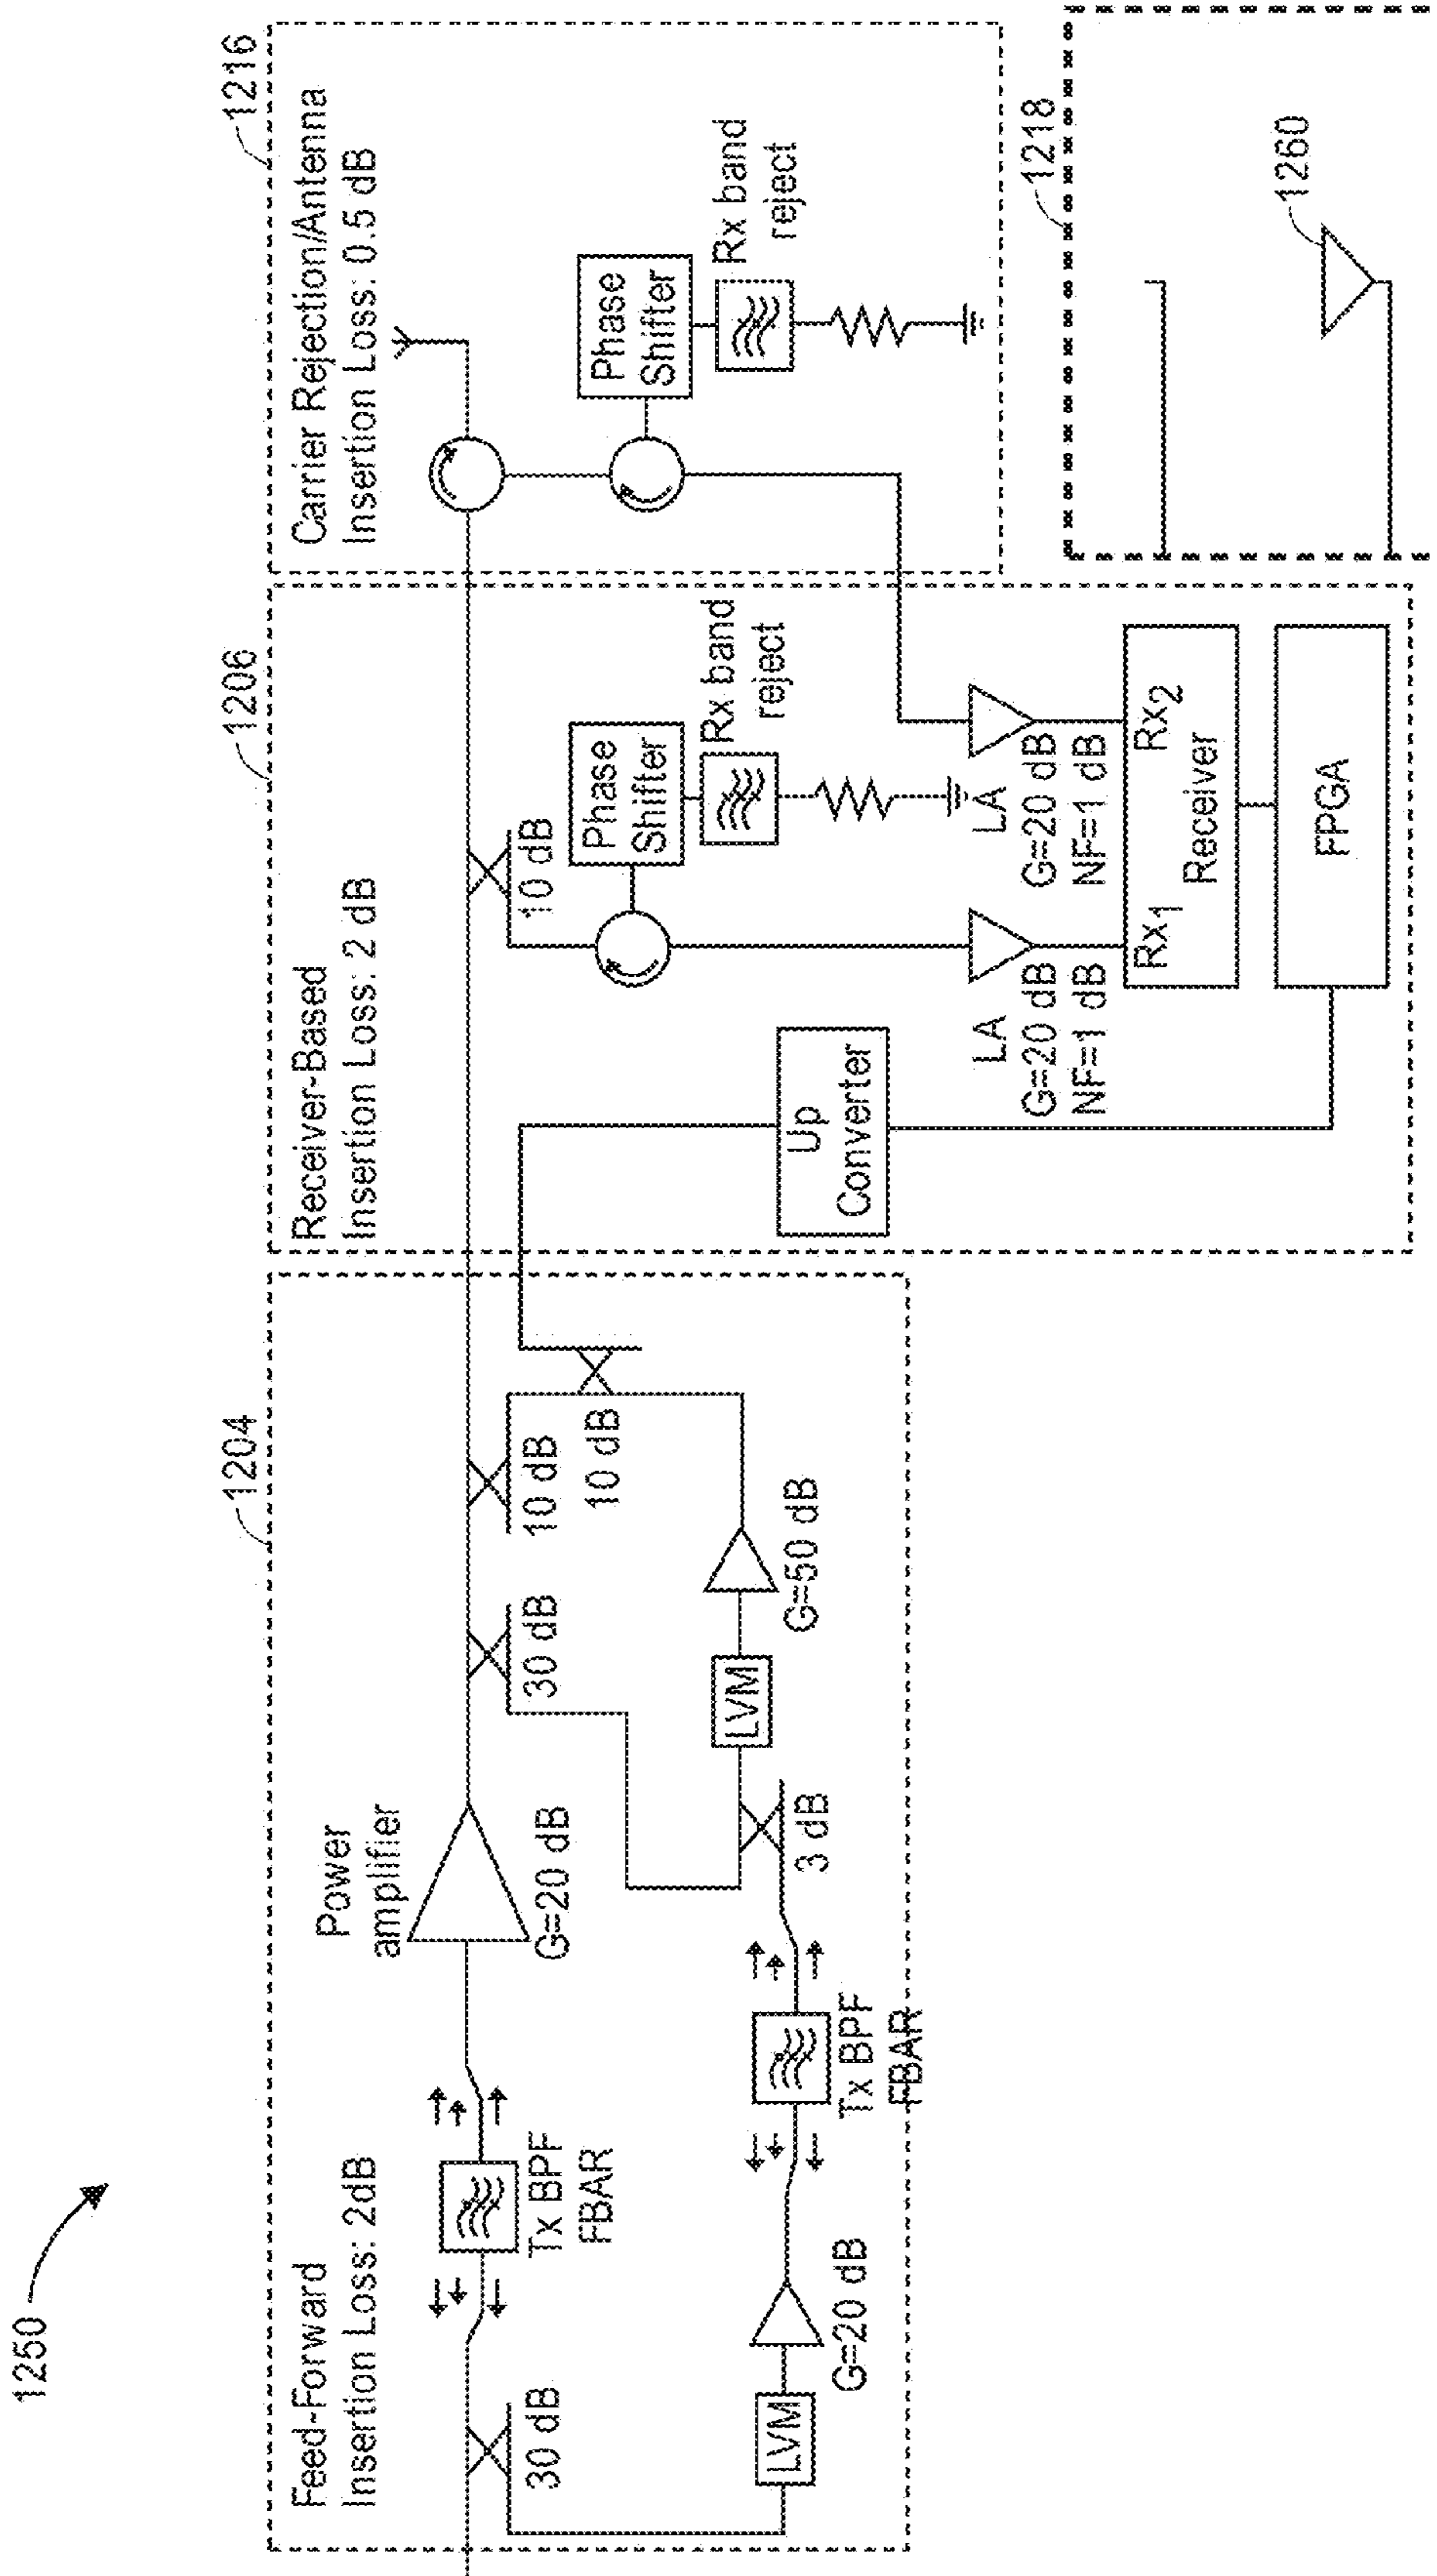 1250
1204
Feed-Forward
Insertion Loss: 2dB
30 dB
Tx BPF
FBAR
Power
amplifier
G=20 dB
30 dB
10 dB
10 dB
LVM
G=20 dB
Tx BPF
FBAR
3 dB
LVM
G=50 dB
1206
Receiver-Based
Insertion Loss: 2 dB
10 dB
Phase
Shifter
Rx band
reject
Up
Converter
LA
G=20 dB
NF=1 dB
LA
G=20 dB
NF=1 dB
Rx1
Rx2
Receiver
FPGA
1216
Carrier Rejection/Antenna
Insertion Loss: 0.5 dB
Phase
Shifter
Rx band
reject
1218
1260